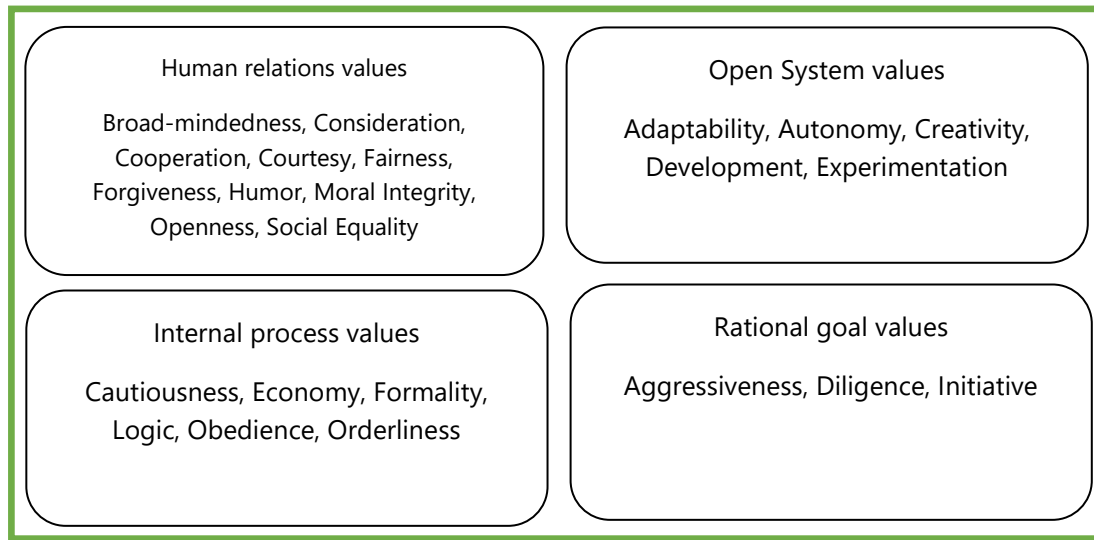 Human relations values
Broad-mindedness, Consideration,
Cooperation, Courtesy, Fairness,
Forgiveness, Humor, Moral Integrity,
Openness, Social Equality
Open System values
Adaptability, Autonomy, Creativity,
Development, Experimentation
Internal process values
Cautiousness, Economy, Formality,
Logic, Obedience, Orderliness
Rational goal values
Aggressiveness, Diligence, Initiative